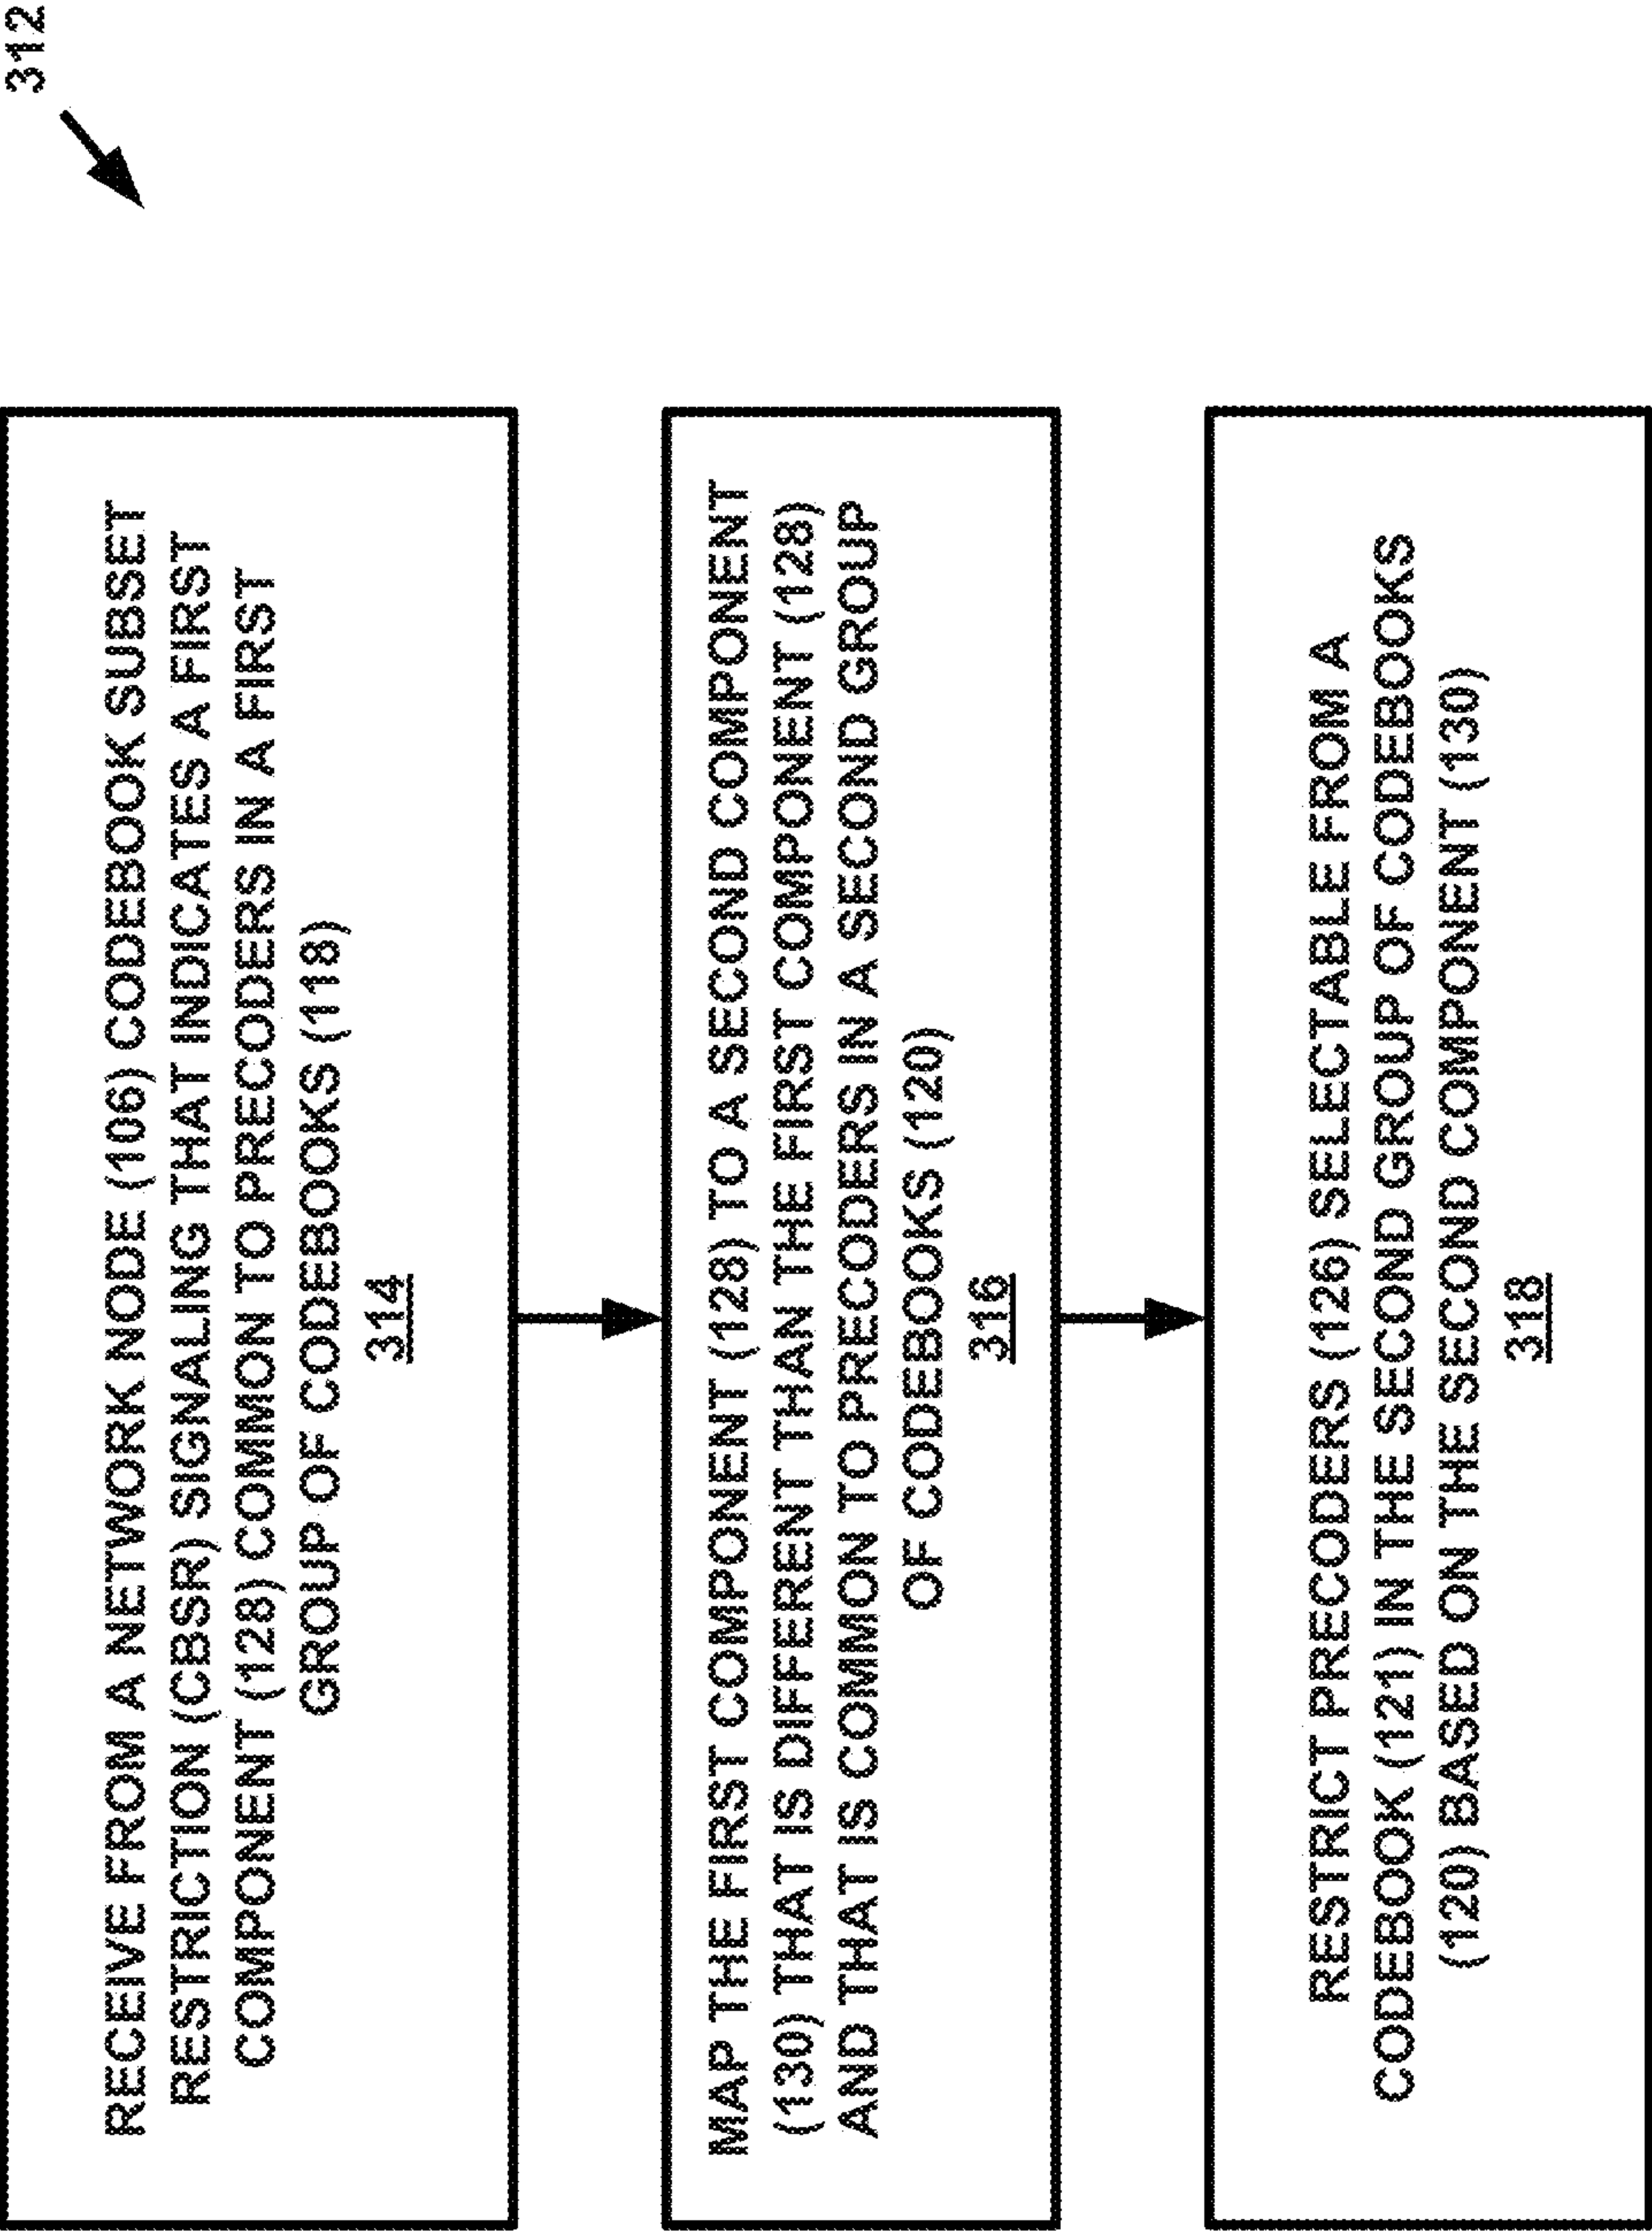 312
RECEIVE FROM A NETWORK NODE (106) CODEBOOK SUBSET
RESTRICTION (CBSR) SIGNALING THAT INDICATES A FIRST
COMPONENT (128) COMMON TO PRECODERS IN A FIRST
GROUP OF CODEBOOKS (118)
314
MAP THE FIRST COMPONENT (128) TO A SECOND COMPONENT
(130) THAT IS DIFFERENT THAN THE FIRST COMPONENT (128)
AND THAT IS COMMON TO PRECODERS IN A SECOND GROUP
OF CODEBOOKS (120)
316
RESTRICT PRECODERS (126) SELECTABLE FROM A
CODEBOOK (121) IN THE SECOND GROUP OF CODEBOOKS
(120) BASED ON THE SECOND COMPONENT (130)
318